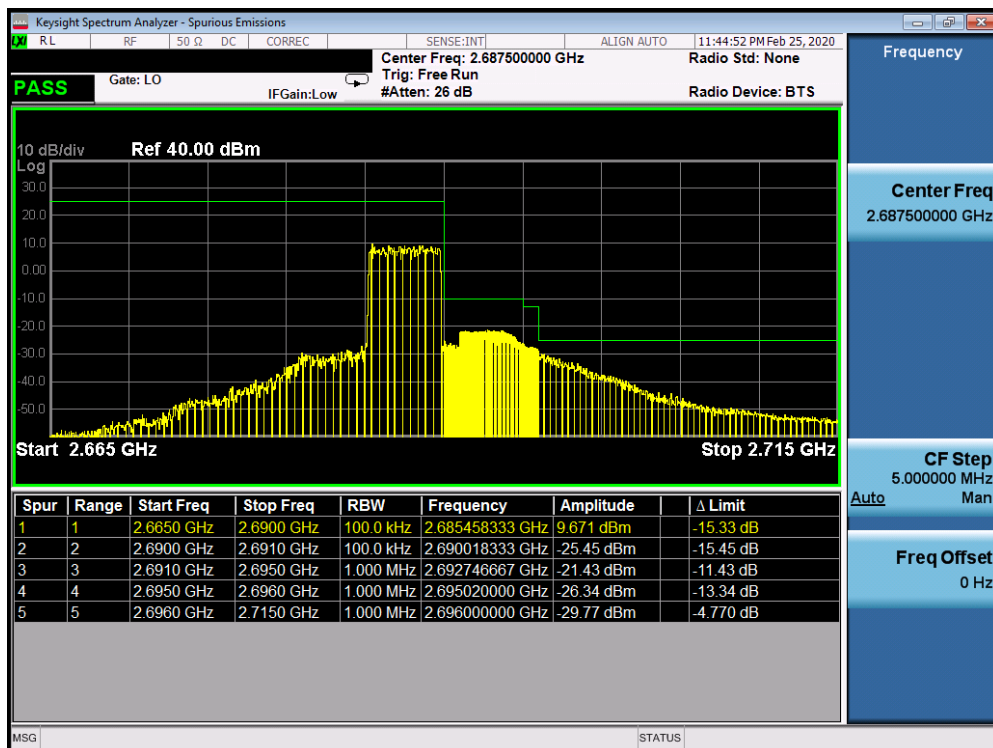 Keysight Spectrum Analyzer - Spurious Emissions
LXI RL RF 50 Ω DC CORREC SENSE:INT ALIGN AUTO 11:44:52 PM Feb 25, 2020
Center Freq: 2.687500000 GHz Radio Std: None
PASS Gate: LO Trig: Free Run
IFGain:Low #Atten: 26 dB Radio Device: BTS
10 dB/div Ref 40.00 dBm
Log
30.0
20.0
10.0
0.00
-10.0
-20.0
-30.0
-40.0
-50.0
Start 2.665 GHz Stop 2.715 GHz
Spur Range Start Freq Stop Freq RBW Frequency Amplitude Δ Limit
1 1 2.6650 GHz 2.6900 GHz 100.0 kHz 2.685458333 GHz 9.671 dBm -15.33 dB
2 2 2.6900 GHz 2.6910 GHz 100.0 kHz 2.690018333 GHz -25.45 dBm -15.45 dB
3 3 2.6910 GHz 2.6950 GHz 1.000 MHz 2.692746667 GHz -21.43 dBm -11.43 dB
4 4 2.6950 GHz 2.6960 GHz 1.000 MHz 2.695020000 GHz -26.34 dBm -13.34 dB
5 5 2.6960 GHz 2.7150 GHz 1.000 MHz 2.696000000 GHz -29.77 dBm -4.770 dB
MSG STATUS
Frequency
Center Freq
2.687500000 GHz
CF Step
5.000000 MHz
Auto Man
Freq Offset
0 Hz